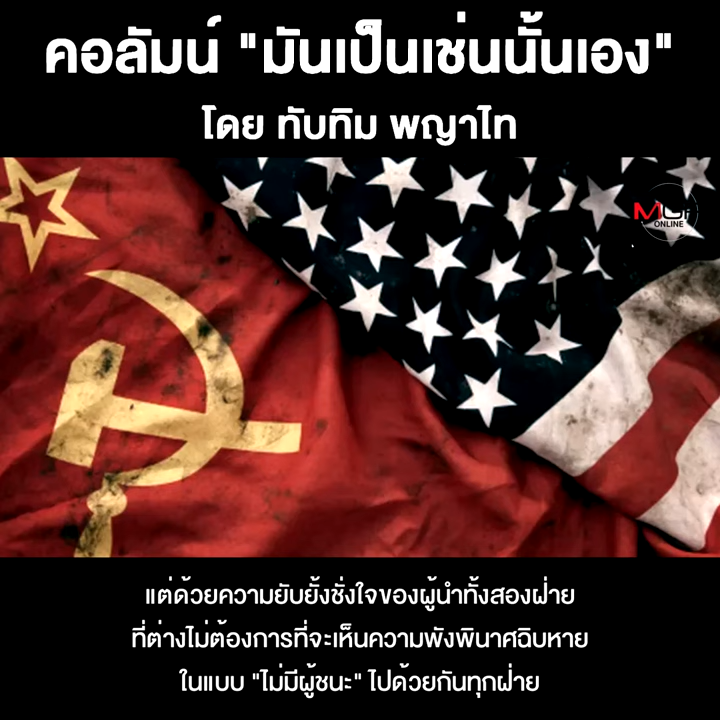 คอลัมน์ "มันเป็นเช่นนั้นเอง"
โดย ทับทิม พญาไท
ONLINE
แต่ด้วยความยับยั้งชั่งใจของผู้นำทั้งสองฝ่าย
ที่ต่างไม่ต้องการที่จะเห็นความพังพินาศฉิบหาย
ในแบบ "ไม่มีผู้ชนะ" ไปด้วยกันทุกฝ่าย